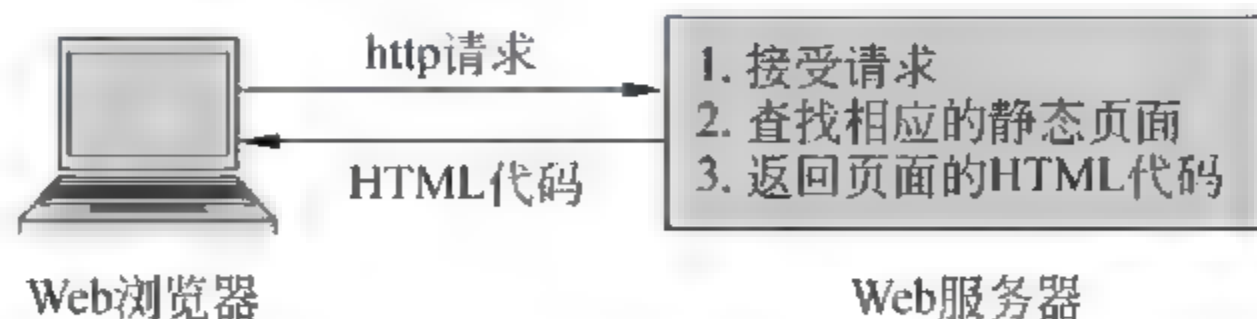 http请求
HTML代码
1. 接受请求
2. 查找相应的静态页面
3. 返回页面的HTML代码
Web浏览器
Web服务器